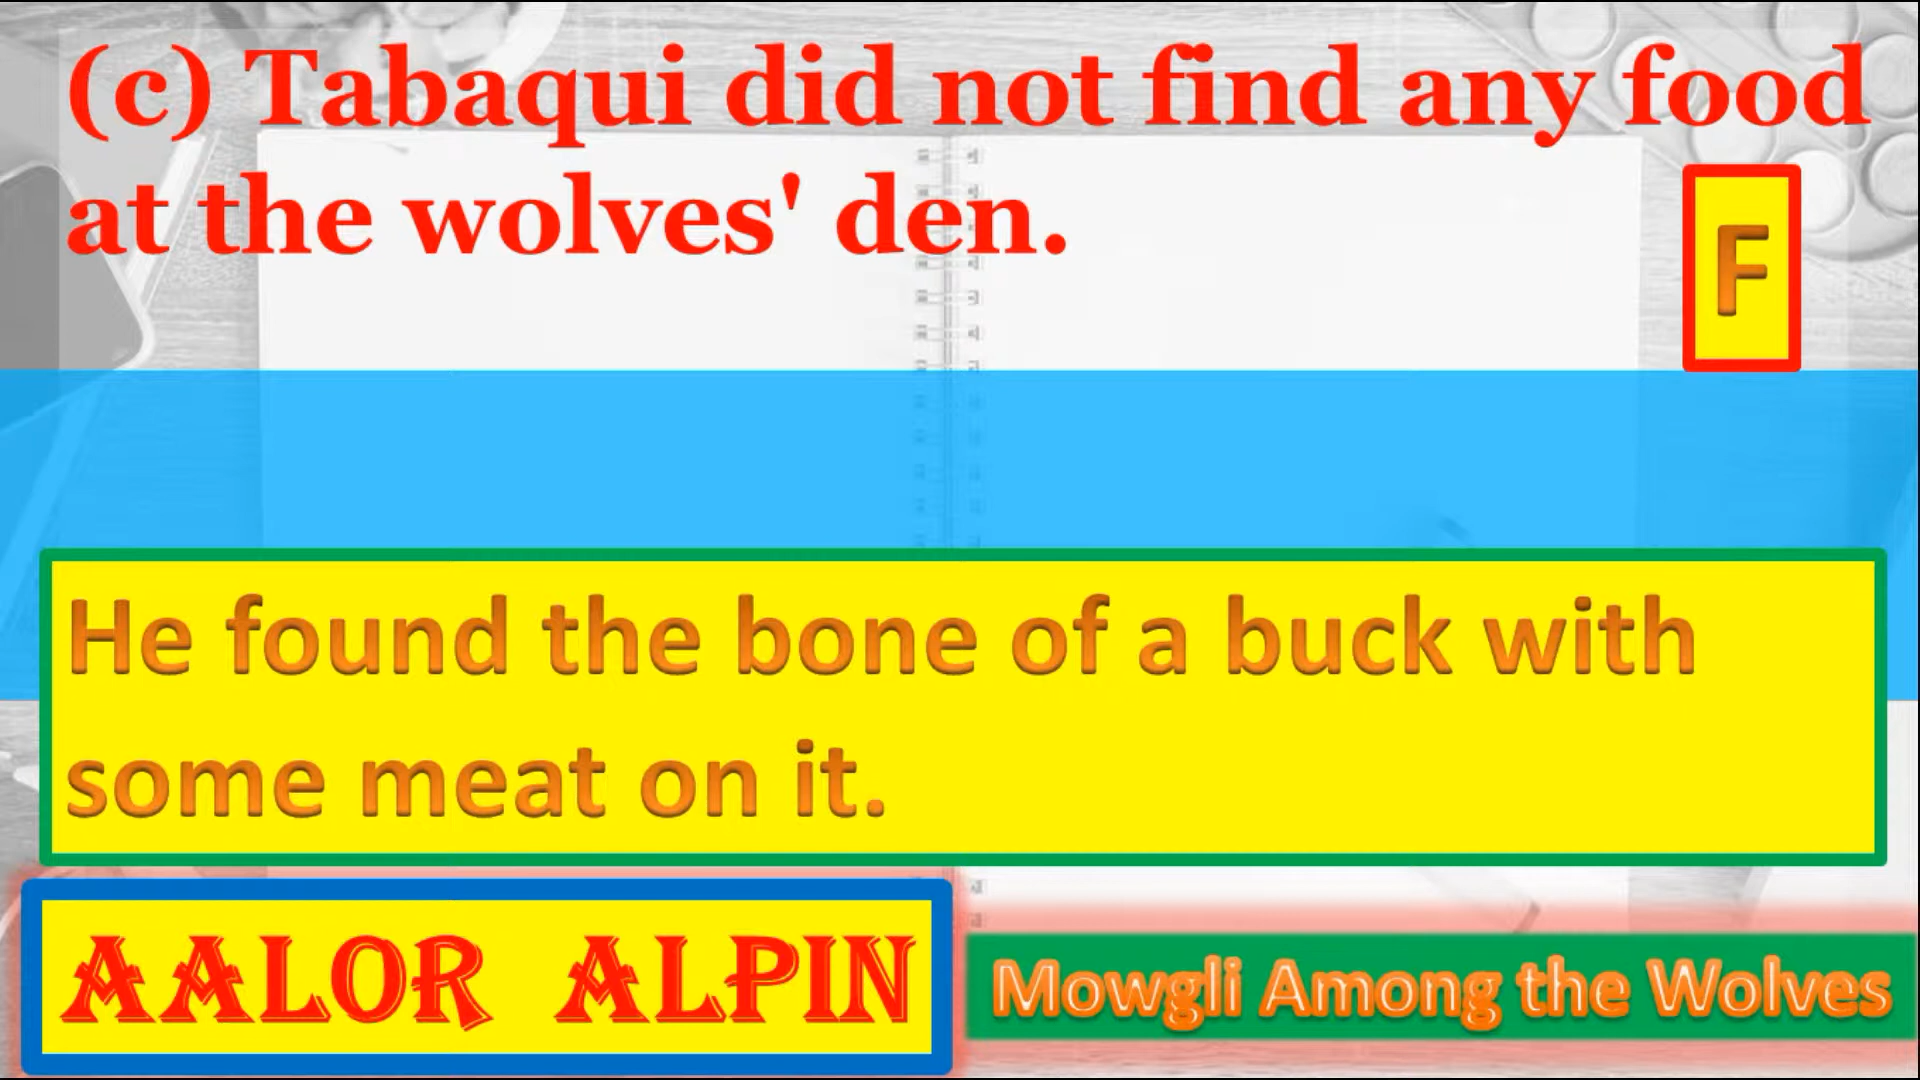 (c) Tabaqui did not find any food
at the wolves' den.
F
He found the bone of a buck with
some meat on it.
AALOR ALPIN
Mowgli Among the Wolves